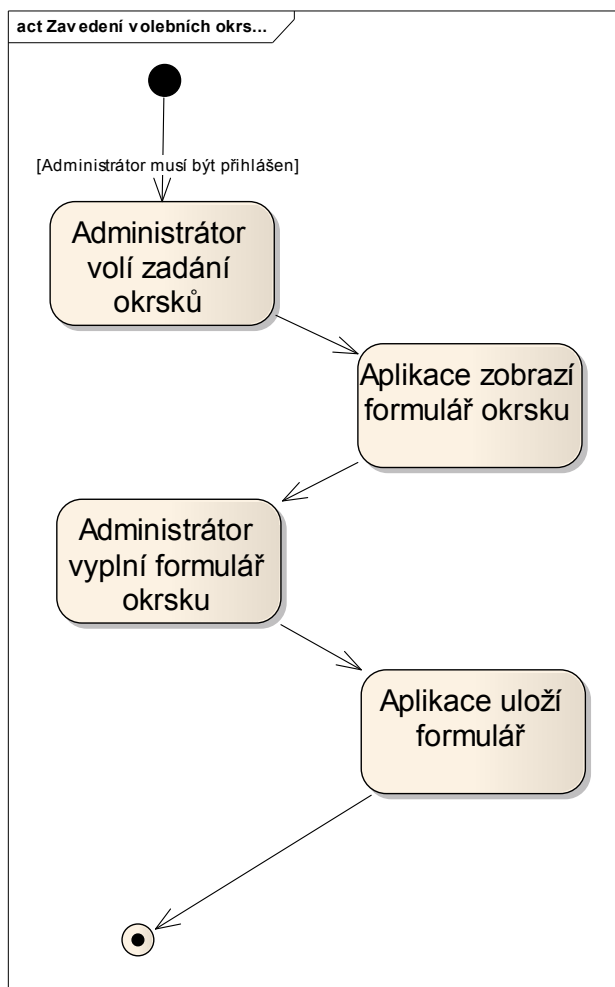 act Zavedení volebních okrs...
[Administrátor musí být přihlášen]
Administrátor
volí zadání
okrsků
Aplikace zobrazí
formulář okrsku
Administrátor
vyplní formulář
okrsku
Aplikace uloží
formulář